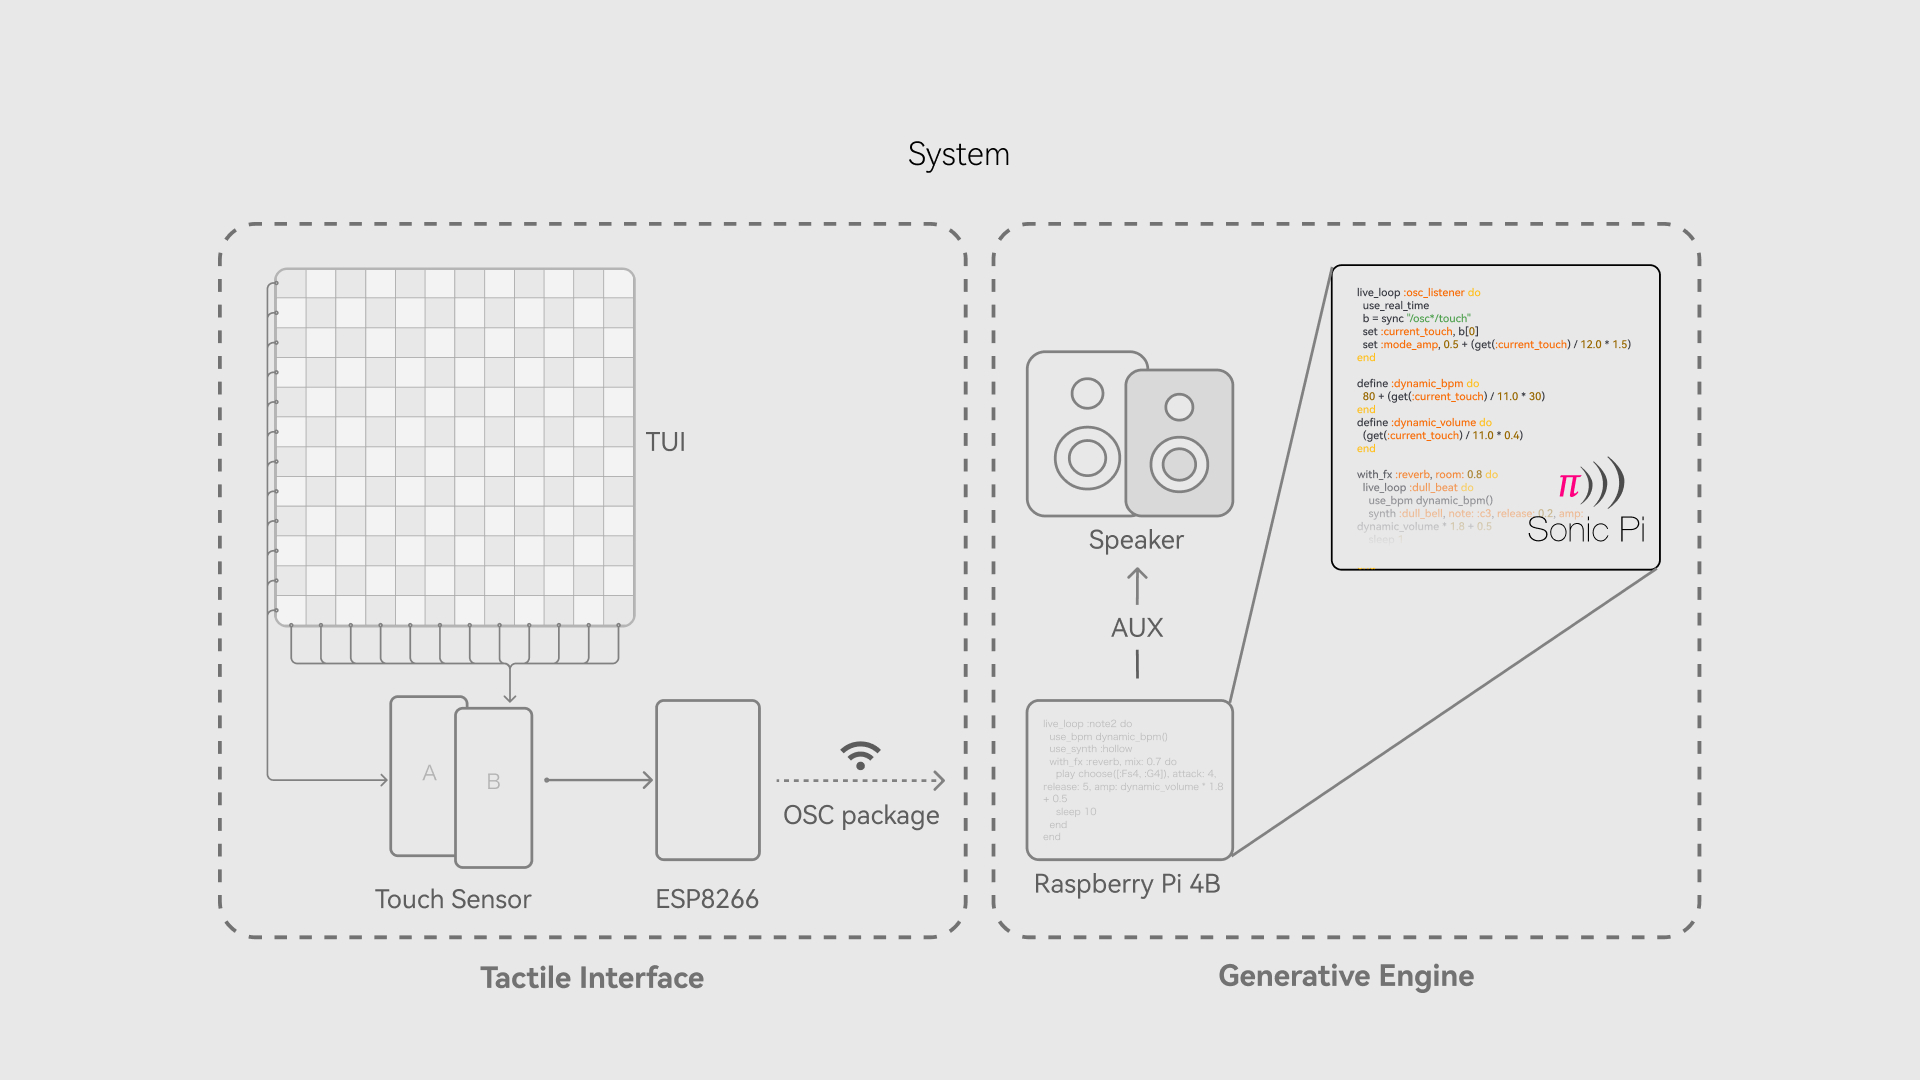 System
TUI
A
B
Touch Sensor
ESP8266
OSC package
Tactile Interface
Speaker
AUX
live_loop :note2 do
use_bpm dynamic_bpm()
use_synth :hollow
with_fx :reverb, mix: 0.7 do
play choose([:Fs4, :G4]), attack: 4,
release: 5, amp: dynamic_volume * 1.8
+ 0.5
sleep 10
end
end
Raspberry Pi 4B
live_loop :osc_listener do
use_real_time
b = sync "/osc*/touch"
set :current_touch, b[0]
set :mode_amp, 0.5 + (get(:current_touch) / 12.0 * 1.5)
end
define :dynamic_bpm do
80 + (get(:current_touch) / 11.0 * 30)
end
define :dynamic_volume do
(get(:current_touch) / 11.0 * 0.4)
end
with_fx :reverb, room: 0.8 do
live_loop :dull_beat do
use_bpm dynamic_bpm()
synth :dull_bell, note: :c3, release: 0.2, amp:
dynamic_volume * 1.8 + 0.5
sleep 1
π)))
Sonic Pi
Generative Engine